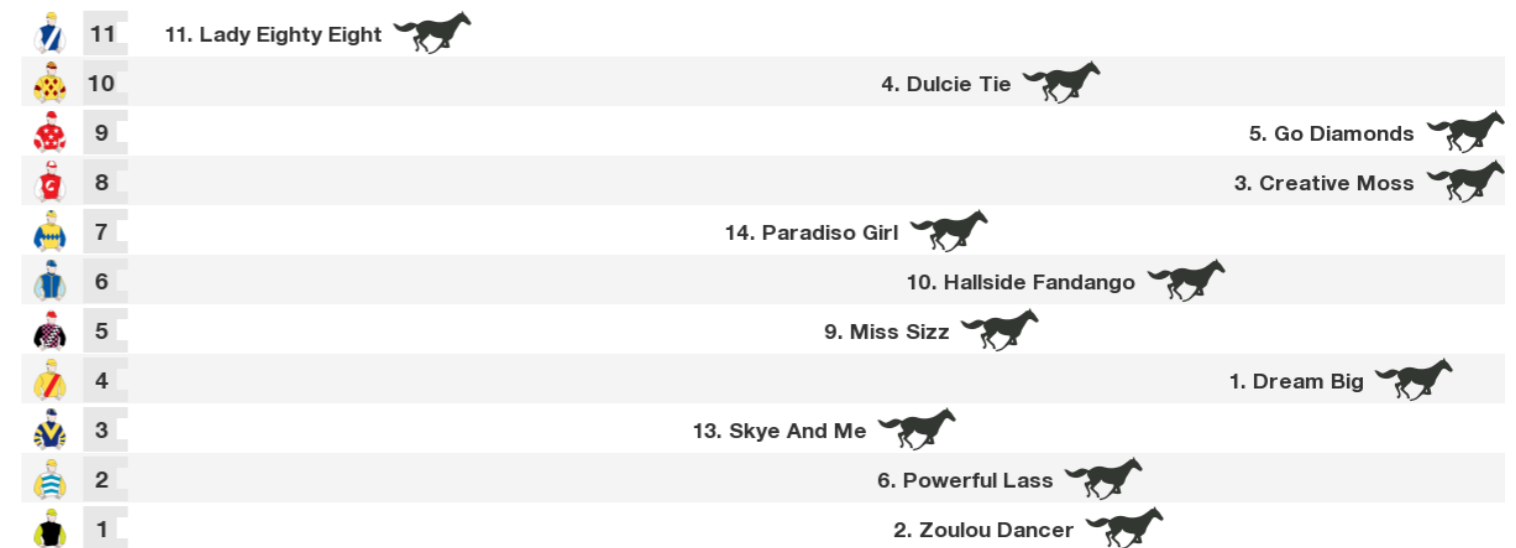 11 11. Lady Eighty Eight
10 4. Dulcie Tie
9 5. Go Diamonds
8 3. Creative Moss
7 14. Paradiso Girl
6 10. Hallside Fandango
5 9. Miss Sizz
4 1. Dream Big
3 13. Skye And Me
2 6. Powerful Lass
1 2. Zoulou Dancer